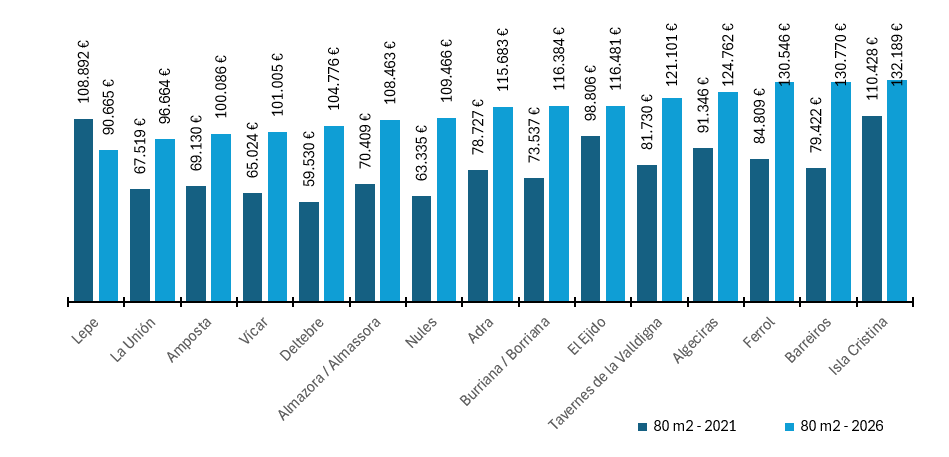 108.892 €
90.665 €
67.519 €
96.664 €
69.130 €
100.086 €
65.024 €
101.005 €
59.530 €
104.776 €
70.409 €
108.463 €
63.335 €
109.466 €
78.727 €
115.683 €
73.537 €
116.384 €
98.806 €
116.481 €
81.730 €
121.101 €
91.346 €
124.762 €
84.809 €
130.546 €
79.422 €
130.770 €
110.428 €
132.189 €
Lepe
La Unión
Amposta
Vícar
Deltebre
Almazora / Almassora
Nules
Adra
Burriana / Borriana
El Ejido
Tavernes de la Valldigna
Algeciras
Ferrol
Barreiros
Isla Cristina
80 m2 - 2021
80 m2 - 2026